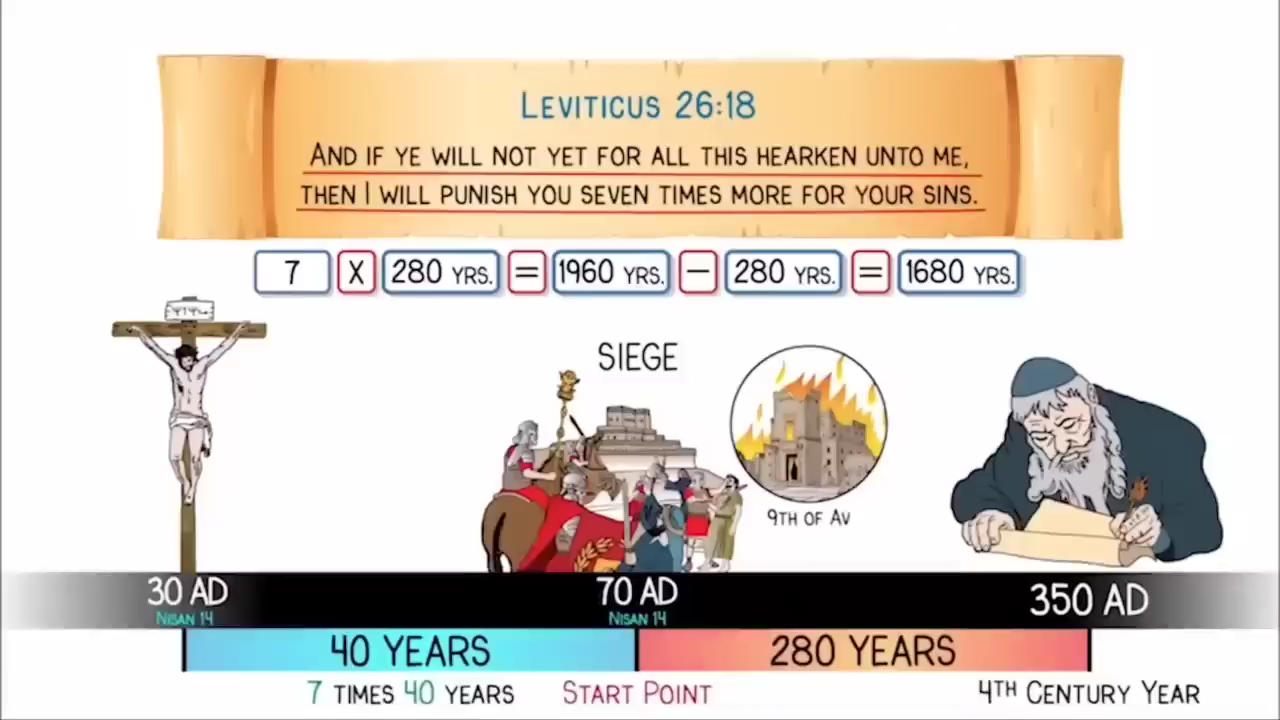 LEVITICUS 26:18
AND IF YE WILL NOT YET FOR ALL THIS HEARKEN UNTO ME,
THEN I WILL PUNISH YOU SEVEN TIMES MORE FOR YOUR SINS.
7 X 280 YRS. = 1960 YRS. – 280 YRS. = 1680 YRS.
SIEGE
9TH OF AV
30 AD 70 AD 350 AD
NISAN 14 NISAN 14
40 YEARS 280 YEARS
7 TIMES 40 YEARS START POINT 4TH CENTURY YEAR